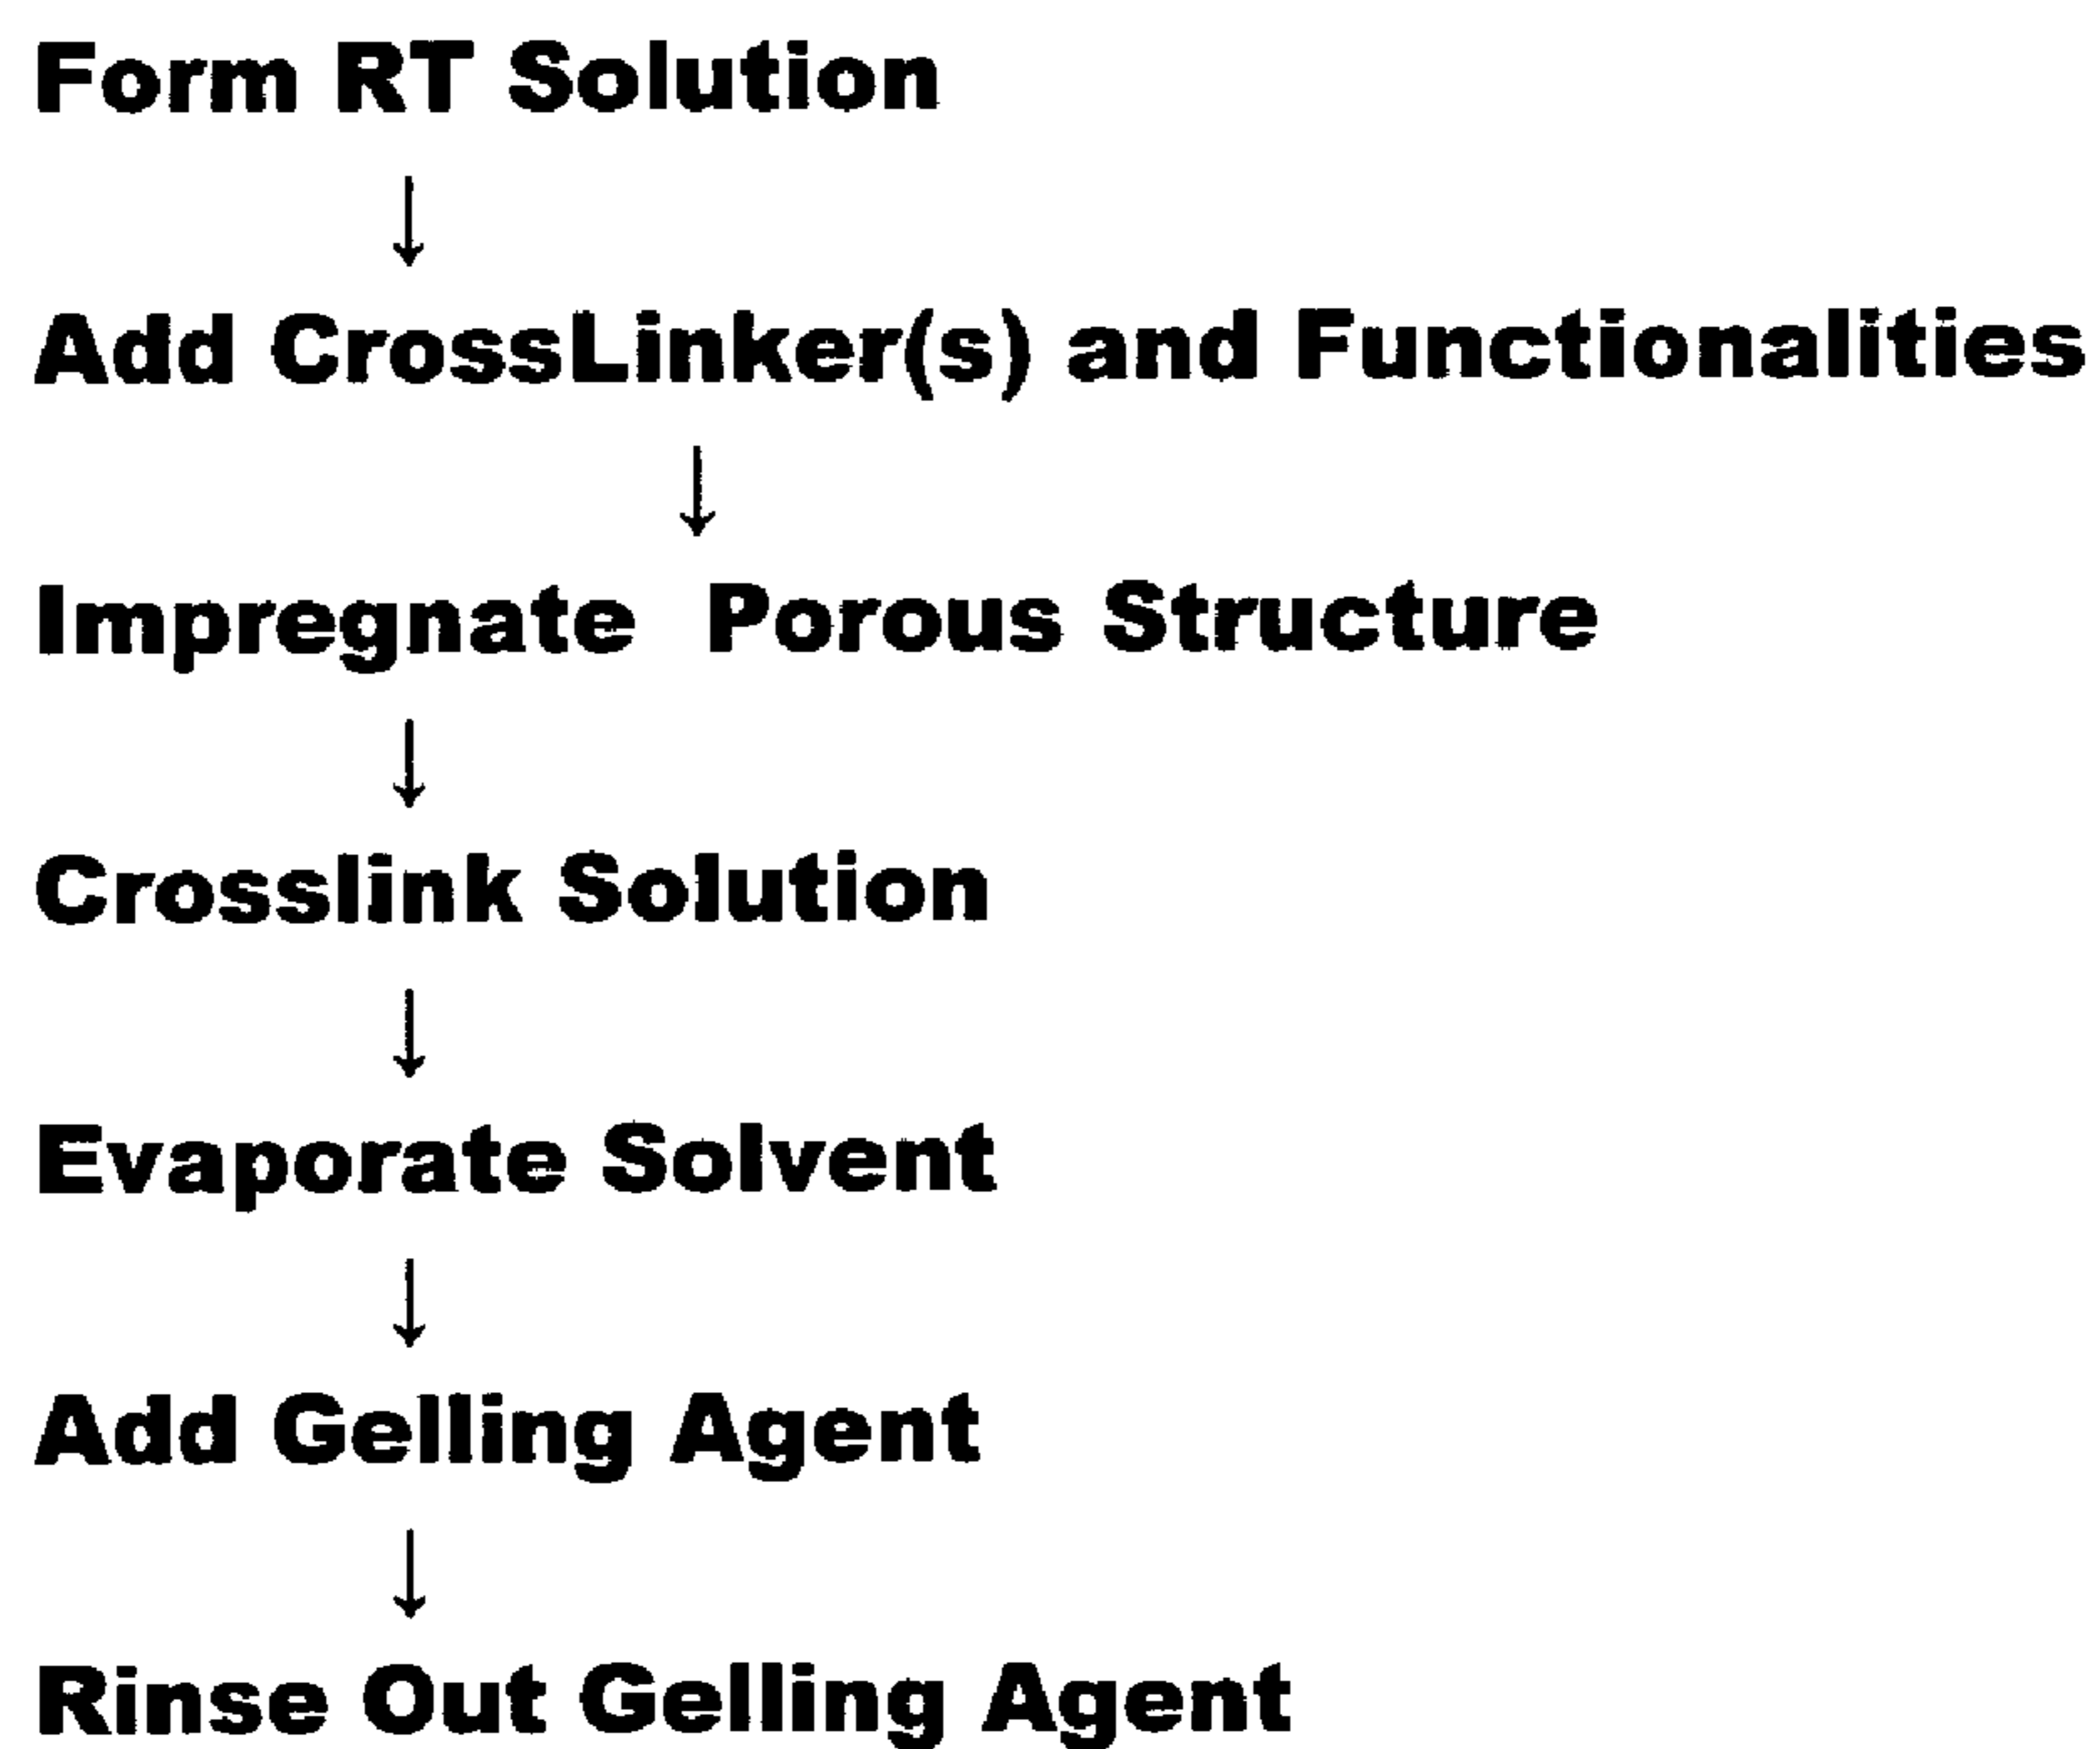 Form RT Solution
↓
Add CrossLinker(s) and Functionalities
↓
Impregnate Porous Structure
↓
Crosslink Solution
↓
Evaporate Solvent
↓
Add Gelling Agent
↓
Rinse Out Gelling Agent